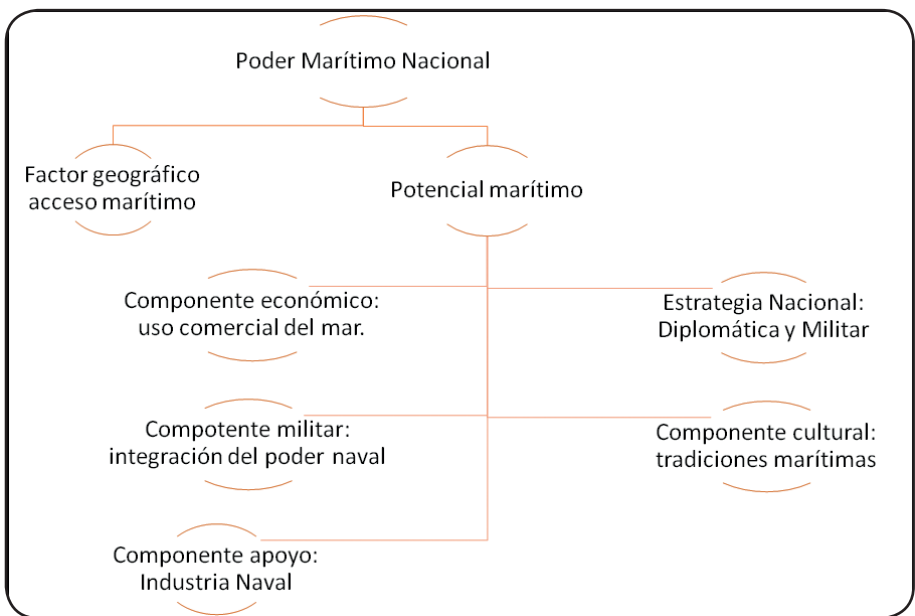 Poder Marítimo Nacional
Factor geográfico
acceso marítimo
Potencial marítimo
Componente económico:
uso comercial del mar.
Estrategia Nacional:
Diplomática y Militar
Compotente militar:
integración del poder naval
Componente cultural:
tradiciones marítimas
Componente apoyo:
Industria Naval